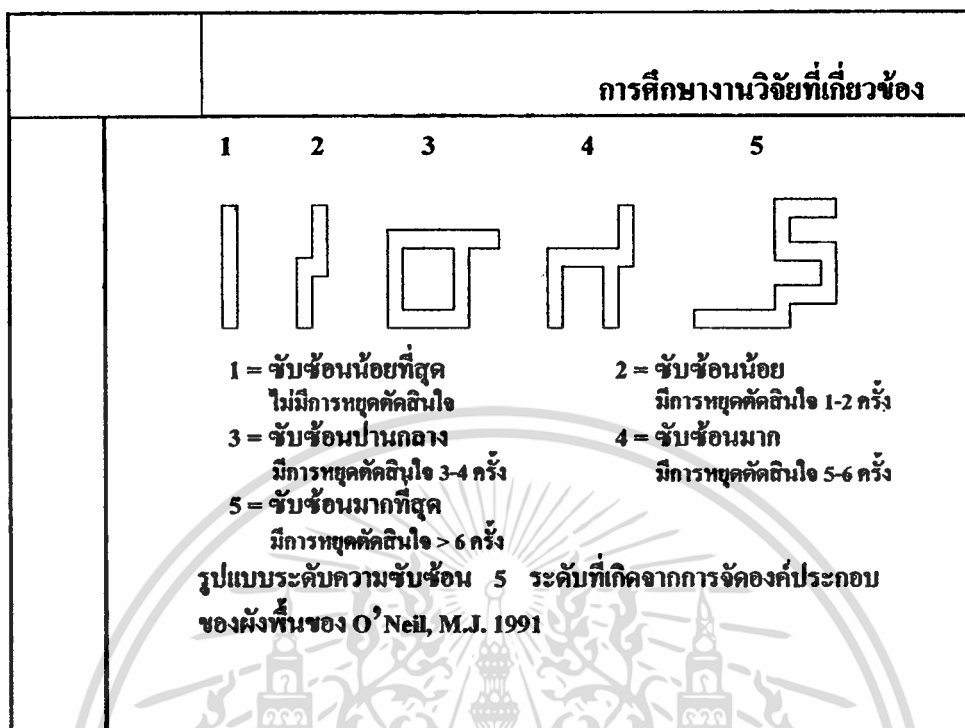 การศึกษางานวิจัยที่เกี่ยวข้อง
1 2 3 4 5
1 = ซับซ้อนน้อยที่สุด 2 = ซับซ้อนน้อย
ไม่มีการหยุดตัดสินใจ มีการหยุดตัดสินใจ 1-2 ครั้ง
3 = ซับซ้อนปานกลาง 4 = ซับซ้อนมาก
มีการหยุดตัดสินใจ 3-4 ครั้ง มีการหยุดตัดสินใจ 5-6 ครั้ง
5 = ซับซ้อนมากที่สุด
มีการหยุดตัดสินใจ > 6 ครั้ง
รูปแบบระดับความซับซ้อน 5 ระดับที่เกิดจากการจัดองค์ประกอบ
ของผังพื้นของ O’Neil, M.J. 1991